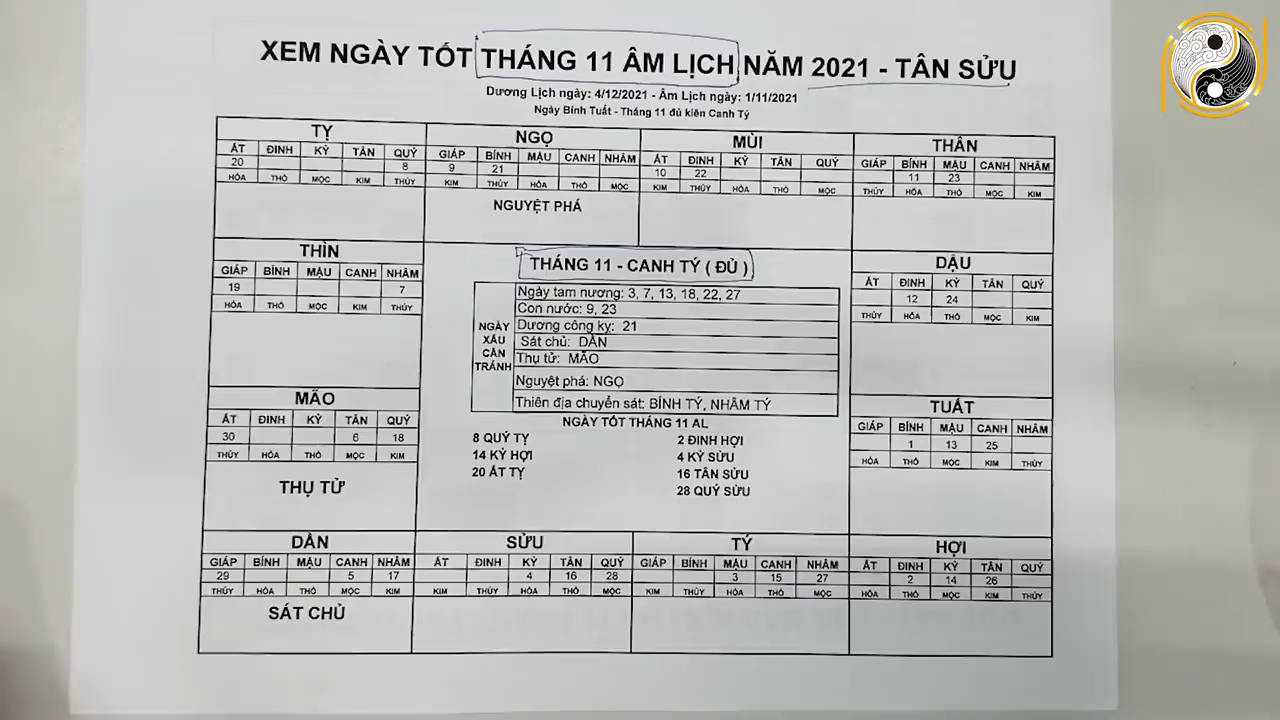 XEM NGÀY TỐT THÁNG 11 ÂM LỊCH NĂM 2021 - TÂN SỬU
Dương Lịch ngày: 4/12/2021 - Âm Lịch ngày: 1/11/2021
Ngày Bính Tuất - Tháng 11 đủ kiên Canh Tý
TỴ
ẤT ĐINH KỶ TÂN QUÝ
20 8
HỎA THỔ MỘC KIM THỦY
NGỌ
GIÁP BÍNH MẬU CANH NHÂM
9 21
KIM THỦY HỎA THỔ MỘC
NGUYỆT PHÁ
MÙI
ẤT ĐINH KỶ TÂN QUÝ
10 22
KIM THỦY HỎA THỔ MỘC
THÂN
GIÁP BÍNH MẬU CANH NHÂM
11 23
THỦY HỎA THỔ MỘC KIM
THÌN
GIÁP BÍNH MẬU CANH NHÂM
19 7
HỎA THỔ MỘC KIM THỦY
THÁNG 11 - CANH TÝ ( ĐỦ )
NGÀY XẤU CẦN TRÁNH
Ngày tam nương: 3, 7, 13, 18, 22, 27
Con nước: 9, 23
Dương công kỵ: 21
Sát chủ: DẦN
Thụ tử: MÃO
Nguyệt phá: NGỌ
Thiên địa chuyển sát: BÍNH TÝ, NHÂM TÝ
NGÀY TỐT THÁNG 11 AL
8 QUÝ TỴ 2 ĐINH HỢI
14 KỶ HỢI 4 KỶ SỬU
20 ẤT TỴ 16 TÂN SỬU
28 QUÝ SỬU
DẬU
ẤT ĐINH KỶ TÂN QUÝ
12 24
THỦY HỎA THỔ MỘC KIM
MÃO
ẤT ĐINH KỶ TÂN QUÝ
30 6 18
THỦY HỎA THỔ MỘC KIM
THỤ TỬ
TUẤT
GIÁP BÍNH MẬU CANH NHÂM
1 13 25
HỎA THỔ MỘC KIM THỦY
DẦN
GIÁP BÍNH MẬU CANH NHÂM
29 5 17
THỦY HỎA THỔ MỘC KIM
SÁT CHỦ
SỬU
ẤT ĐINH KỶ TÂN QUÝ
4 16 28
KIM THỦY HỎA THỔ MỘC
TÝ
GIÁP BÍNH MẬU CANH NHÂM
3 15 27
KIM THỦY HỎA THỔ MỘC
HỢI
ẤT ĐINH KỶ TÂN QUÝ
2 14 26
HỎA THỔ MỘC KIM THỦY